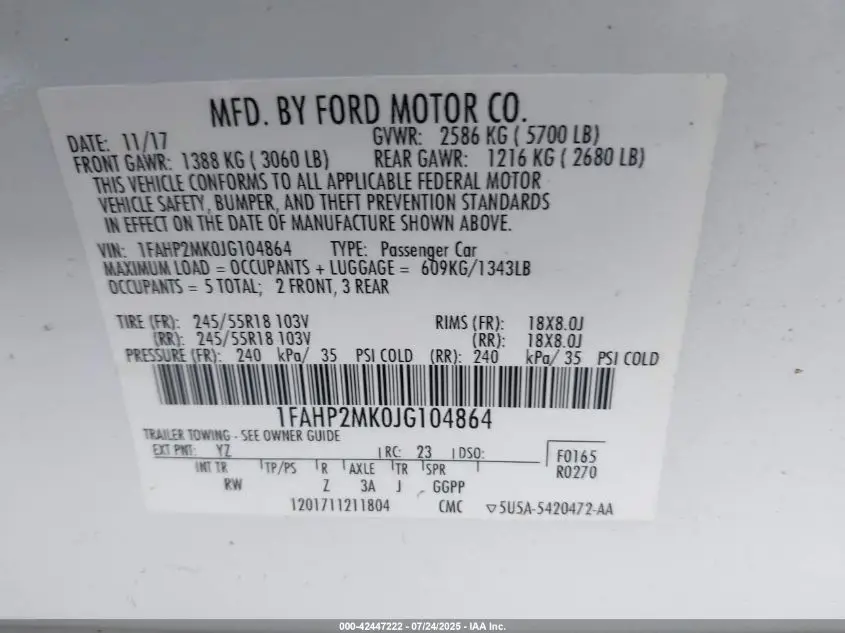 MFD. BY FORD MOTOR CO.
DATE: 11/17 GVWR: 2586 KG ( 5700 LB)
FRONT GAWR: 1388 KG ( 3060 LB) REAR GAWR: 1216 KG ( 2680 LB)
THIS VEHICLE CONFORMS TO ALL APPLICABLE FEDERAL MOTOR
VEHICLE SAFETY, BUMPER, AND THEFT PREVENTION STANDARDS
IN EFFECT ON THE DATE OF MANUFACTURE SHOWN ABOVE.
VIN: 1FAHP2MK0JG104864 TYPE: Passenger Car
MAXIMUM LOAD = OCCUPANTS + LUGGAGE = 609KG/1343LB
OCCUPANTS = 5 TOTAL; 2 FRONT, 3 REAR
TIRE (FR): 245/55R18 103V RIMS (FR): 18X8.0J
(RR): 245/55R18 103V (RR): 18X8.0J
PRESSURE (FR): 240 kPa/ 35 PSI COLD (RR): 240 kPa/ 35 PSI COLD
1FAHP2MK0JG104864
TRAILER TOWING - SEE OWNER GUIDE
EXT PNT: YZ RC: 23 DSO: F0165
INT TR TP/PS R AXLE TR SPR R0270
RW Z 3A J GGPP
1201711211804 CMC ▽5U5A-5420472-AA
000-42447222 - 07/24/2025 - IAA Inc.